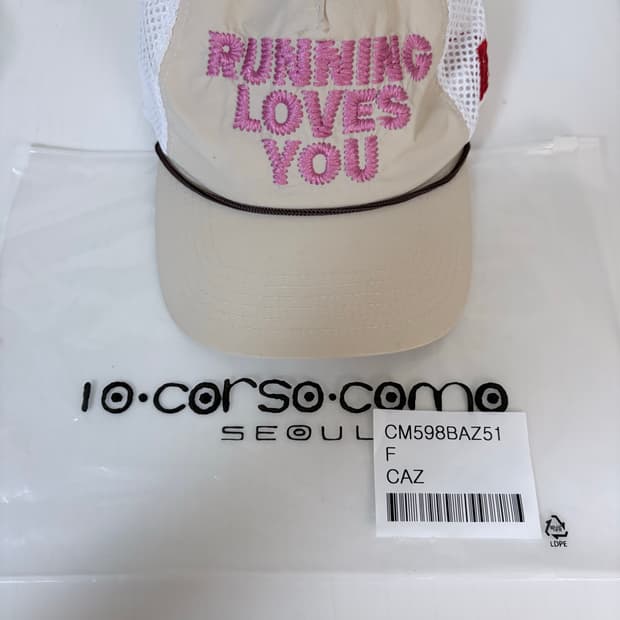 RUNNING
LOVES
YOU
10·corso·como
SEOUL
CM598BAZ51
F
CAZ
LDPE